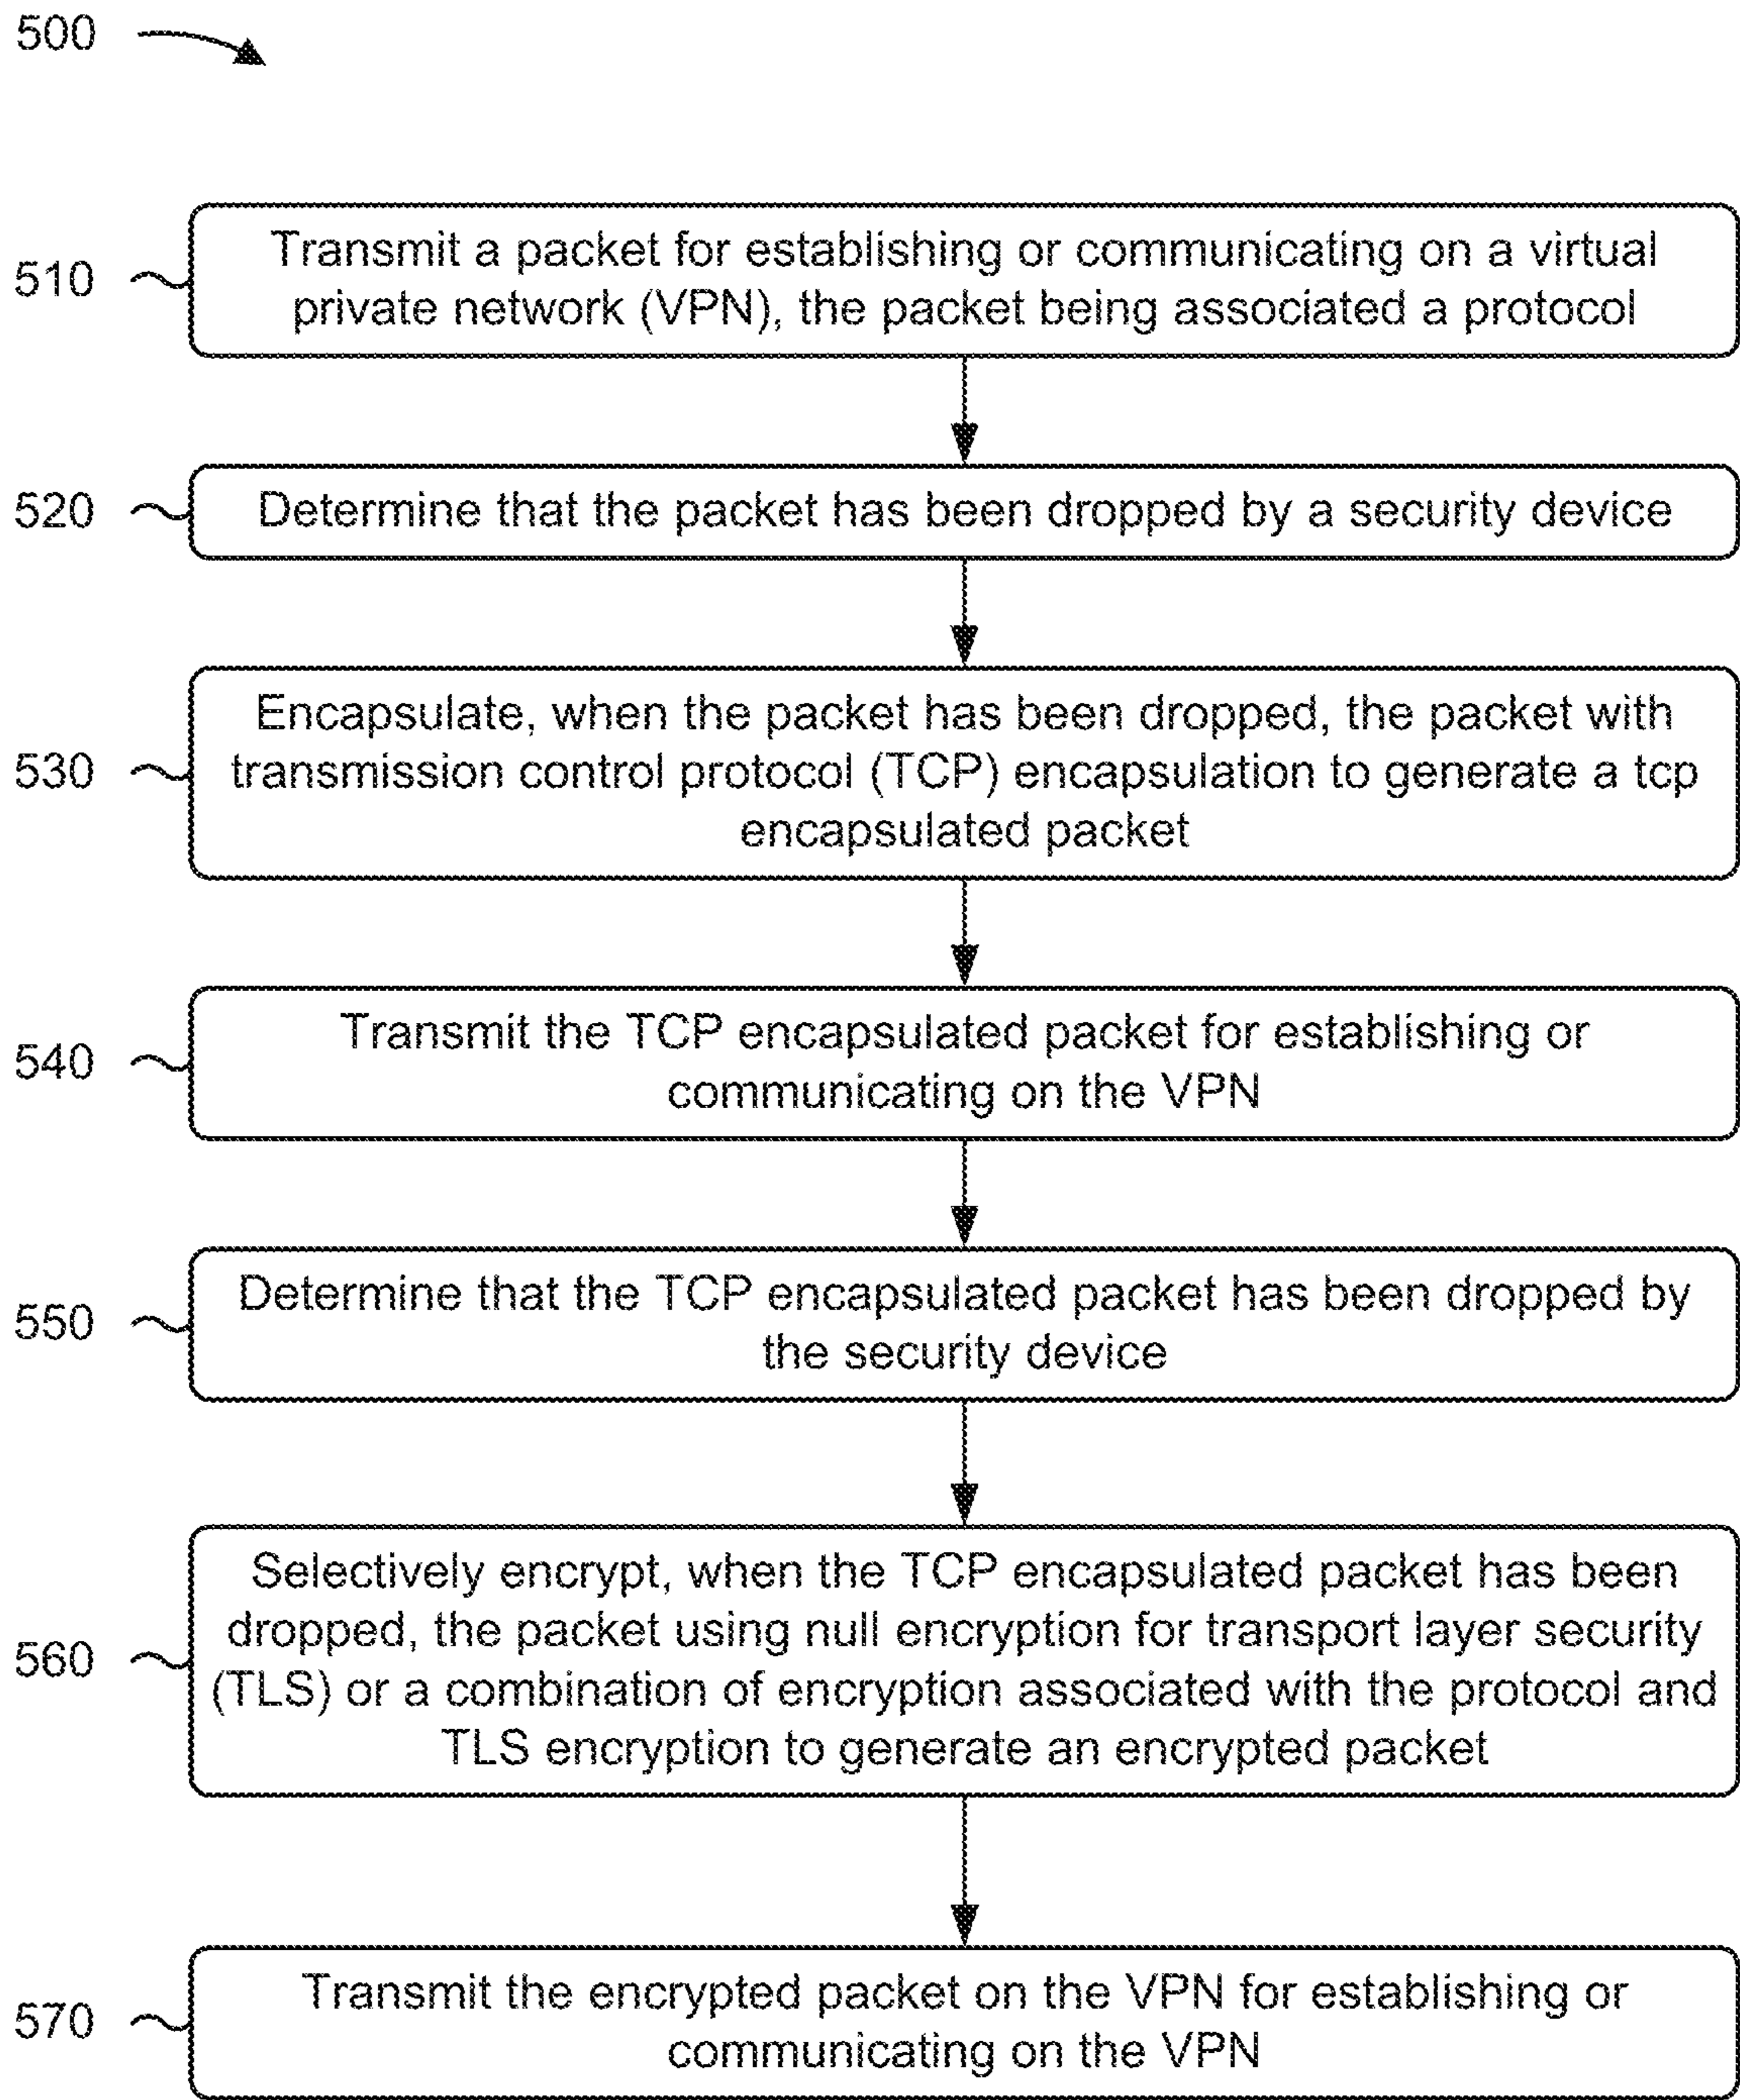 500
510
Transmit a packet for establishing or communicating on a virtual
private network (VPN), the packet being associated a protocol
520
Determine that the packet has been dropped by a security device
530
Encapsulate, when the packet has been dropped, the packet with
transmission control protocol (TCP) encapsulation to generate a tcp
encapsulated packet
540
Transmit the TCP encapsulated packet for establishing or
communicating on the VPN
550
Determine that the TCP encapsulated packet has been dropped by
the security device
560
Selectively encrypt, when the TCP encapsulated packet has been
dropped, the packet using null encryption for transport layer security
(TLS) or a combination of encryption associated with the protocol and
TLS encryption to generate an encrypted packet
570
Transmit the encrypted packet on the VPN for establishing or
communicating on the VPN